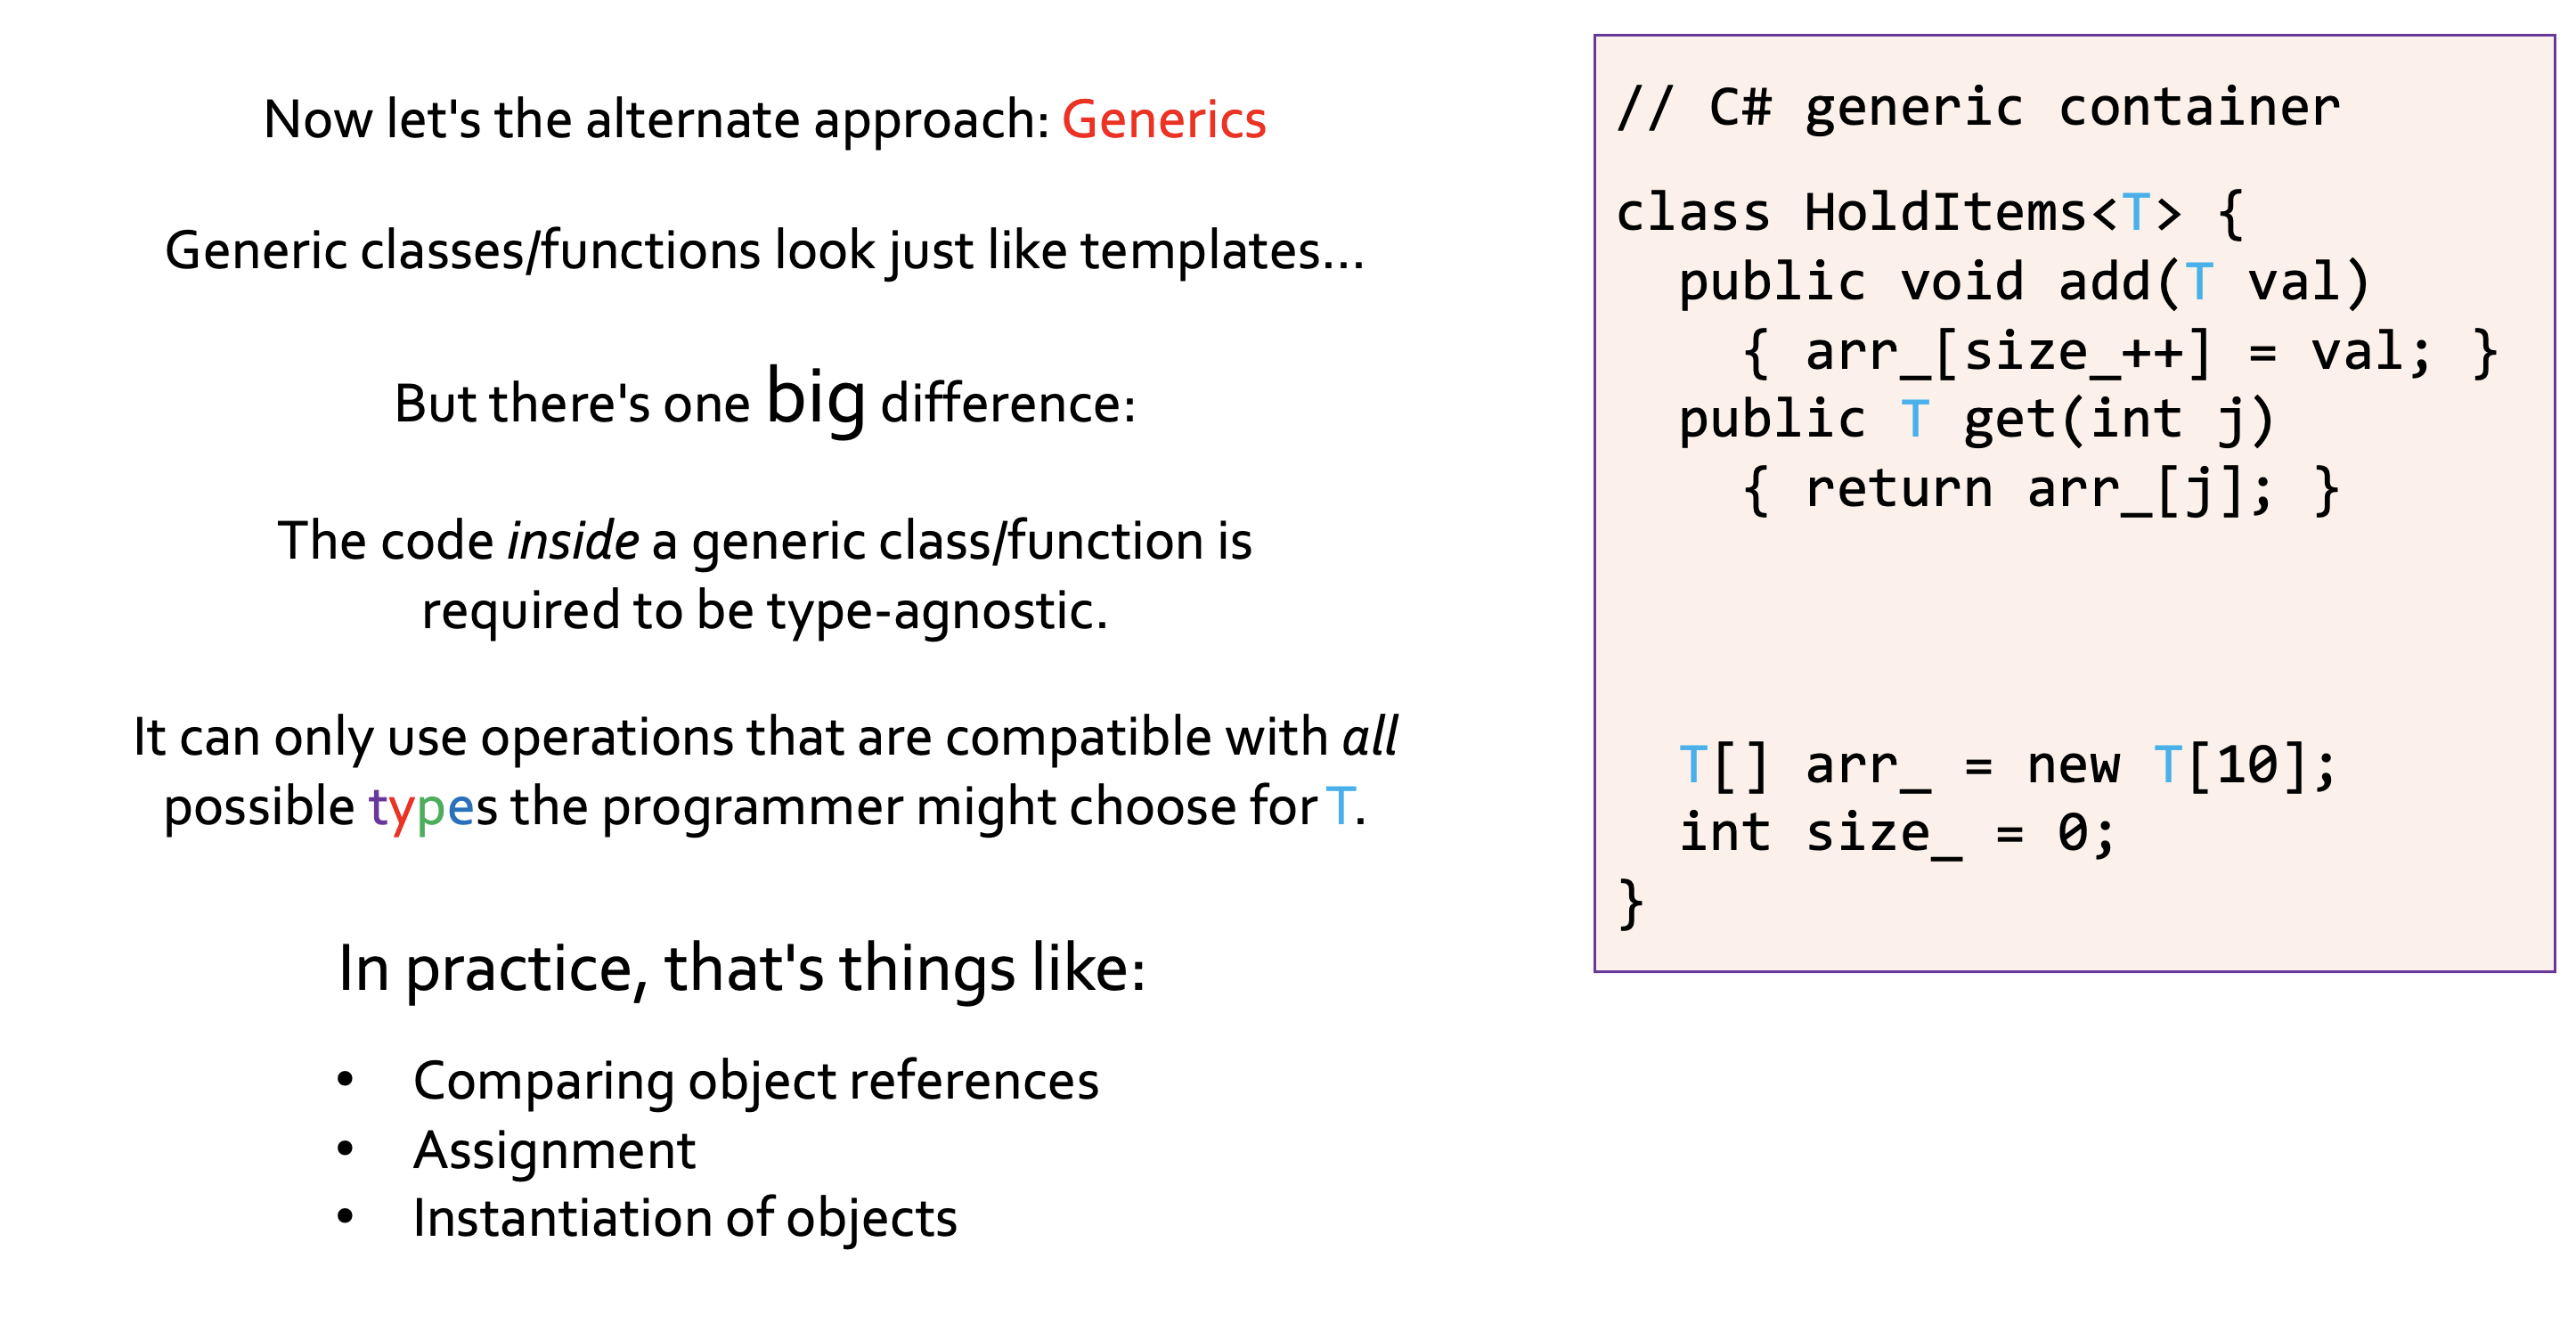 Now let's the alternate approach: Generics
Generic classes/functions look just like templates...
But there's one big difference:
The code inside a generic class/function is
required to be type-agnostic.
It can only use operations that are compatible with all
possible types the programmer might choose for T.
In practice, that's things like:
• Comparing object references
• Assignment
• Instantiation of objects
// C# generic container
class HoldItems<T> {
  public void add(T val)
    { arr_[size_++] = val; }
  public T get(int j)
    { return arr_[j]; }
  T[] arr_ = new T[10];
  int size_ = 0;
}